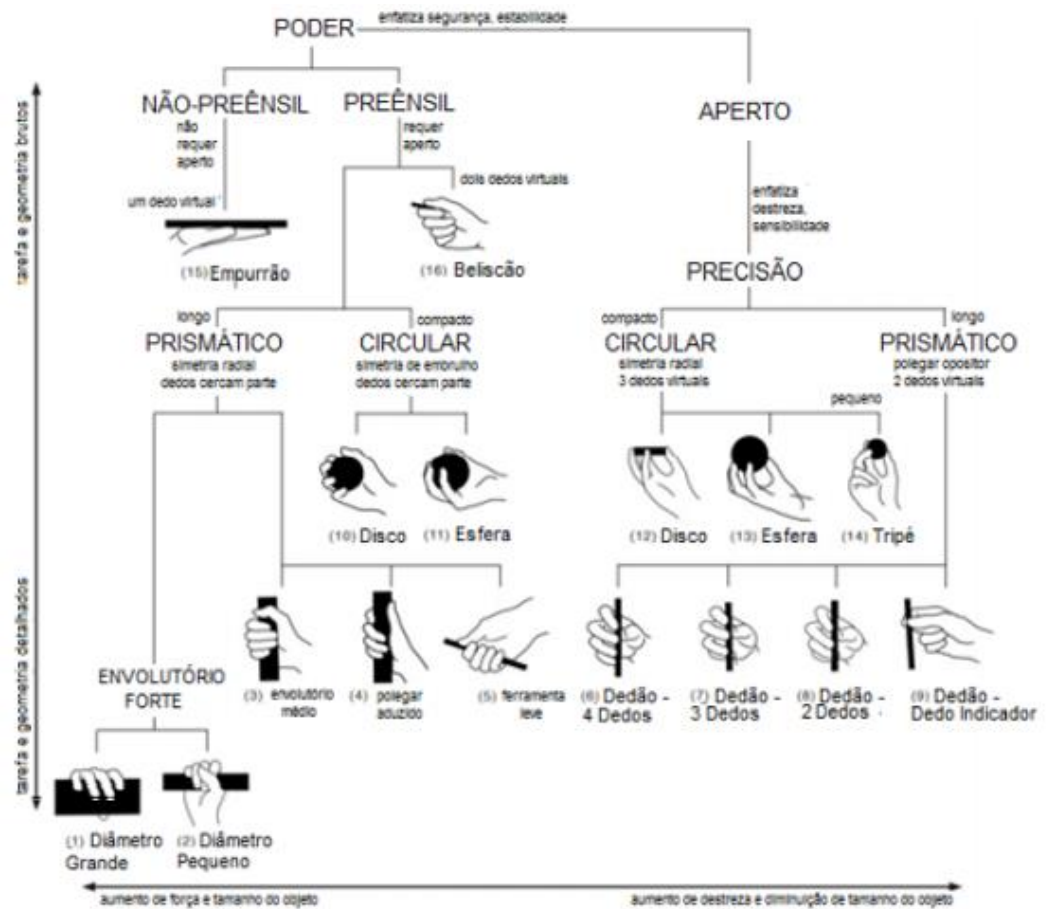 enfatiza segurança, estabilidade
PODER
NÃO-PREÊNSIL
PREÊNSIL
APERTO
não
requer
aperto
requer
aperto
um dedo virtual
dois dedos virtuais
enfatiza
destreza,
sensibilidade
(15) Empurrão
(16) Beliscão
PRECISÃO
tarefa e geometria brutos
longo
compacto
compacto
longo
PRISMÁTICO
simetria radial
dedos cercam parte
CIRCULAR
simetria de embrulho
dedos cercam parte
CIRCULAR
simetria radial
3 dedos virtuais
PRISMÁTICO
polegar opositor
2 dedos virtuais
pequeno
(10) Disco
(11) Esfera
(12) Disco
(13) Esfera
(14) Tripé
tarefa e geometria detalhados
ENVOLUTÓRIO
FORTE
(3) envolutório
médio
(4) polegar
aduzido
(5) ferramenta
leve
(6) Dedão -
4 Dedos
(7) Dedão -
3 Dedos
(8) Dedão -
2 Dedos
(9) Dedão -
Dedo Indicador
(1) Diâmetro
Grande
(2) Diâmetro
Pequeno
aumento de força e tamanho do objeto
aumento de destreza e diminuição de tamanho do objeto